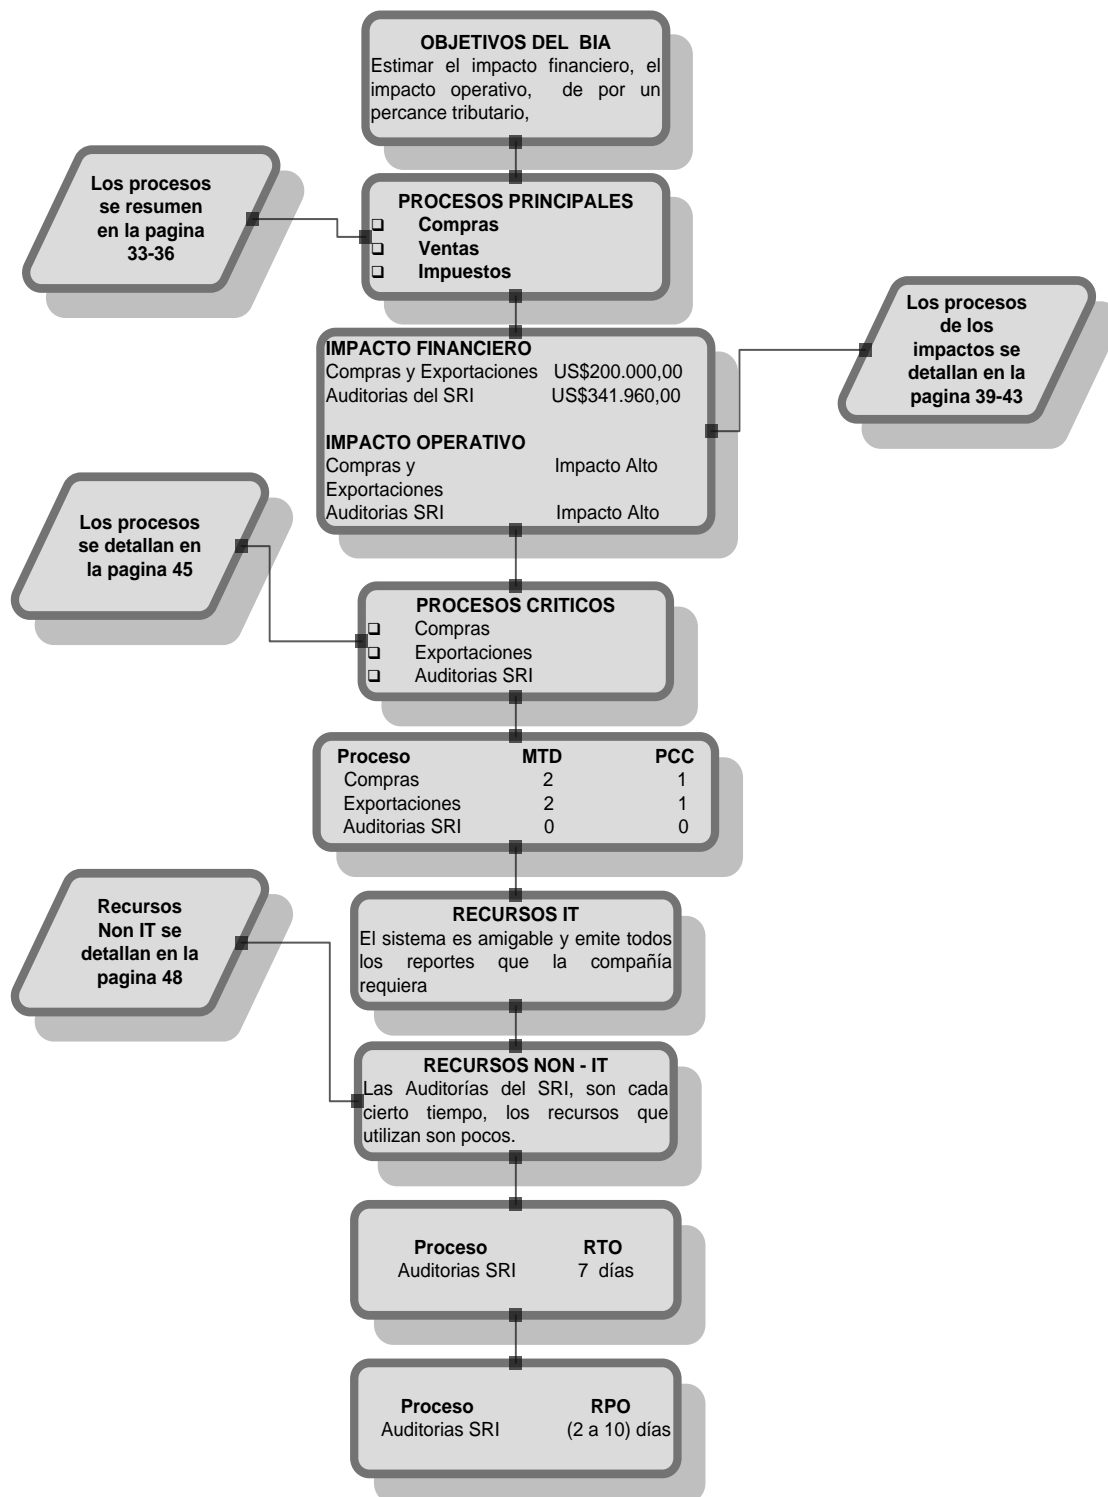 OBJETIVOS DEL BIA
Estimar el impacto financiero, el
impacto operativo, de por un
percance tributario,
Los procesos
se resumen
en la pagina
33-36
PROCESOS PRINCIPALES
❑ Compras
❑ Ventas
❑ Impuestos
Los procesos
de los
impactos se
detallan en la
pagina 39-43
IMPACTO FINANCIERO
Compras y Exportaciones US$200.000,00
Auditorias del SRI US$341.960,00
IMPACTO OPERATIVO
Compras y Impacto Alto
Exportaciones
Auditorias SRI Impacto Alto
Los procesos
se detallan en
la pagina 45
PROCESOS CRITICOS
❑ Compras
❑ Exportaciones
❑ Auditorias SRI
Proceso MTD PCC
Compras 2 1
Exportaciones 2 1
Auditorias SRI 0 0
Recursos
Non IT se
detallan en la
pagina 48
RECURSOS IT
El sistema es amigable y emite todos
los reportes que la compañía
requiera
RECURSOS NON - IT
Las Auditorías del SRI, son cada
cierto tiempo, los recursos que
utilizan son pocos.
Proceso RTO
Auditorias SRI 7 días
Proceso RPO
Auditorias SRI (2 a 10) días